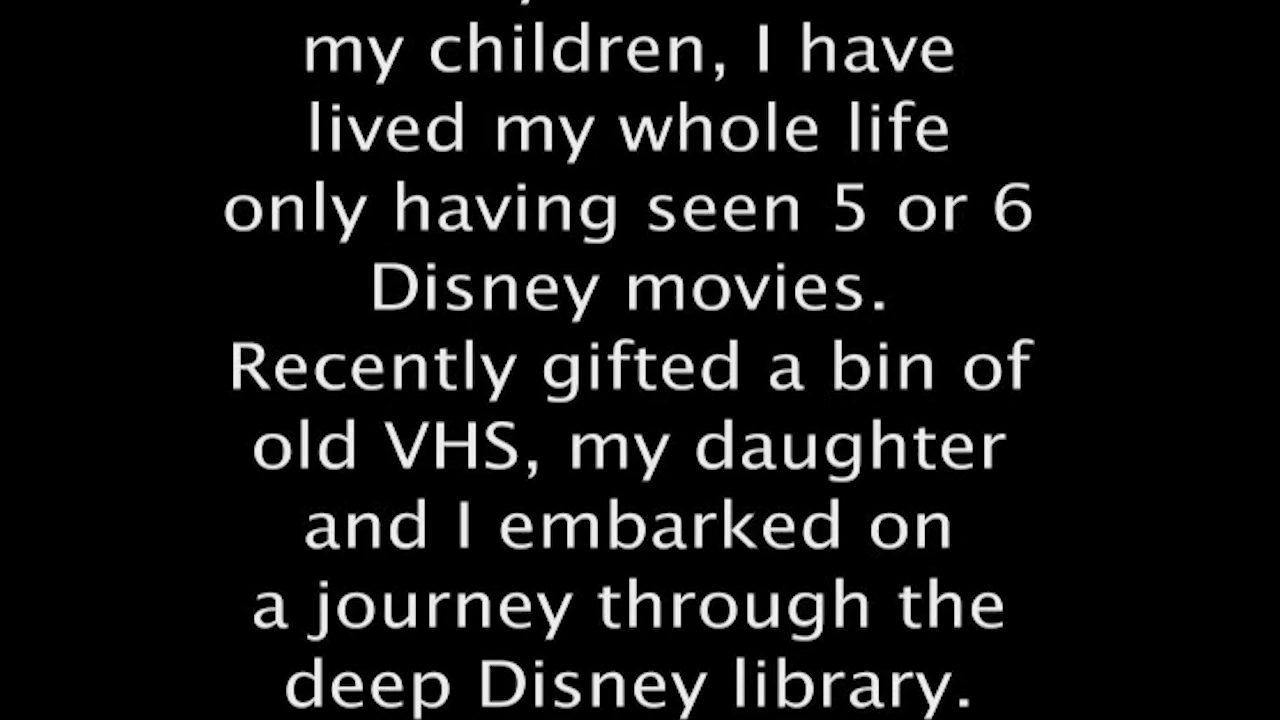 my children, I have
lived my whole life
only having seen 5 or 6
Disney movies.
Recently gifted a bin of
old VHS, my daughter
and I embarked on
a journey through the
deep Disney library.